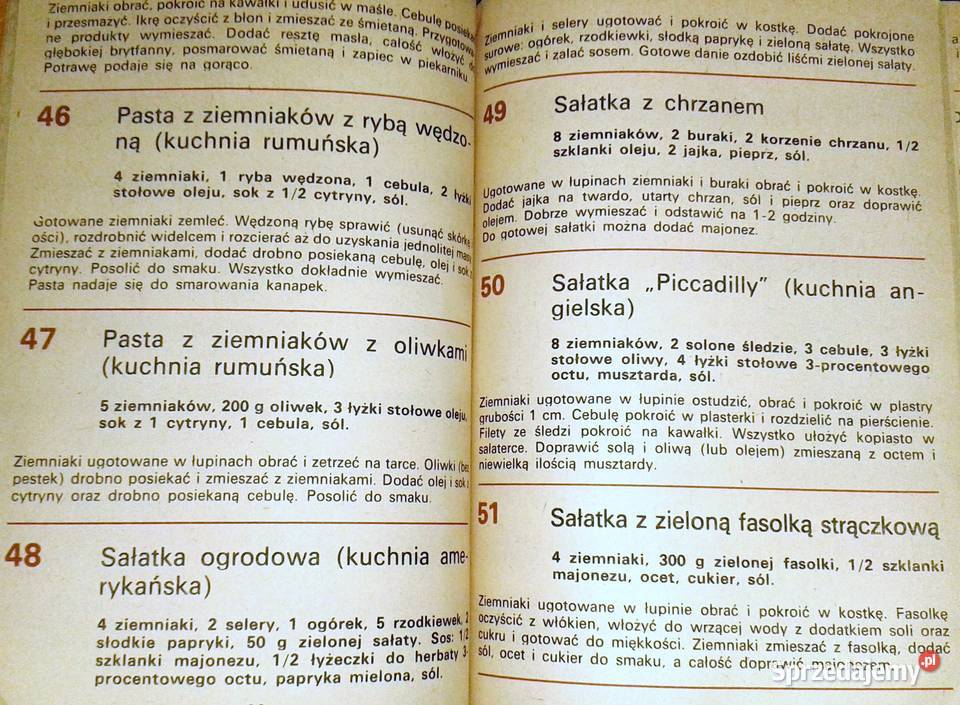 Ziemniaki obrać, pokroić na kawałki i udusić w maśle. Cebulę
i przesmażyć. Ikrę oczyścić z błon i zmieszać ze śmietaną.
ne produkty wymieszać. Dodać resztę masła, całość włożyć do
głębokiej brytfanny, posmarować śmietaną i zapiec w piekarniku
Potrawę podaje się na gorąco.
46
Pasta z ziemniaków z rybą wędzo-
ną (kuchnia rumuńska)
4 ziemniaki, 1 ryba wędzona, 1 cebula, 2 łyżki
stołowe oleju, sok z 1/2 cytryny, sól.
Gotowane ziemniaki zemleć. Wędzoną rybę sprawić (usunąć skórkę
ości), rozdrobnić widelcem i rozcierać aż do uzyskania jednolitej masy
Zmieszać z ziemniakami, dodać drobno posiekaną cebulę, olej i sok z
cytryny. Posolić do smaku. Wszystko dokładnie wymieszać.
Pasta nadaje się do smarowania kanapek.
47
Pasta z ziemniaków z oliwkami
(kuchnia rumuńska)
5 ziemniaków, 200 g oliwek, 3 łyżki stołowe oleju,
sok z 1 cytryny, 1 cebula, sól.
Ziemniaki ugotowane w łupinach obrać i zetrzeć na tarce. Oliwki (bez
pestek) drobno posiekać i zmieszać z ziemniakami. Dodać olej i sok z
cytryny oraz drobno posiekaną cebulę. Posolić do smaku.
48
Sałatka ogrodowa (kuchnia ame-
rykańska)
4 ziemniaki, 2 selery, 1 ogórek, 5 rzodkiewek, 2
słodkie papryki, 50 g zielonej sałaty. Sos: 1/2
szklanki majonezu, 1/2 łyżeczki do herbaty 3-
procentowego octu, papryka mielona, sól.
Ziemniaki i selery ugotować i pokroić w kostkę. Dodać pokrojone
surowe: ogórek, rzodkiewki, słodką paprykę i zieloną sałatę. Wszystko
wymieszać i zalać sosem. Gotowe danie ozdobić liśćmi zielonej sałaty.
49
Sałatka z chrzanem
8 ziemniaków, 2 buraki, 2 korzenie chrzanu, 1/2
szklanki oleju, 2 jajka, pieprz, sól.
Ugotowane w łupinach ziemniaki i buraki obrać i pokroić w kostkę.
Dodać jajka na twardo, utarty chrzan, sól i pieprz oraz doprawić
olejem. Dobrze wymieszać i odstawić na 1-2 godziny.
Do gotowej sałatki można dodać majonez.
50
Sałatka „Piccadilly” (kuchnia an-
gielska)
8 ziemniaków, 2 solone śledzie, 3 cebule, 3 łyżki
stołowe oliwy, 4 łyżki stołowe 3-procentowego
octu, musztarda, sól.
Ziemniaki ugotowane w łupinie ostudzić, obrać i pokroić w plastry
grubości 1 cm. Cebulę pokroić w plasterki i rozdzielić na pierścienie.
Filety ze śledzi pokroić na kawałki. Wszystko ułożyć kopiasto w
salaterce. Doprawić solą i oliwą (lub olejem) zmieszaną z octem i
niewielką ilością musztardy.
51
Sałatka z zieloną fasolką strączkową
4 ziemniaki, 300 g zielonej fasolki, 1/2 szklanki
majonezu, ocet, cukier, sól.
Ziemniaki ugotowane w łupinie obrać i pokroić w kostkę. Fasolkę
oczyścić z włókien, włożyć do wrzącej wody z dodatkiem soli oraz
cukru i gotować do miękkości. Ziemniaki zmieszać z fasolką, dodać
sól, ocet i cukier do smaku, a całość doprawić majonezem.
Sprzedajemy.pl